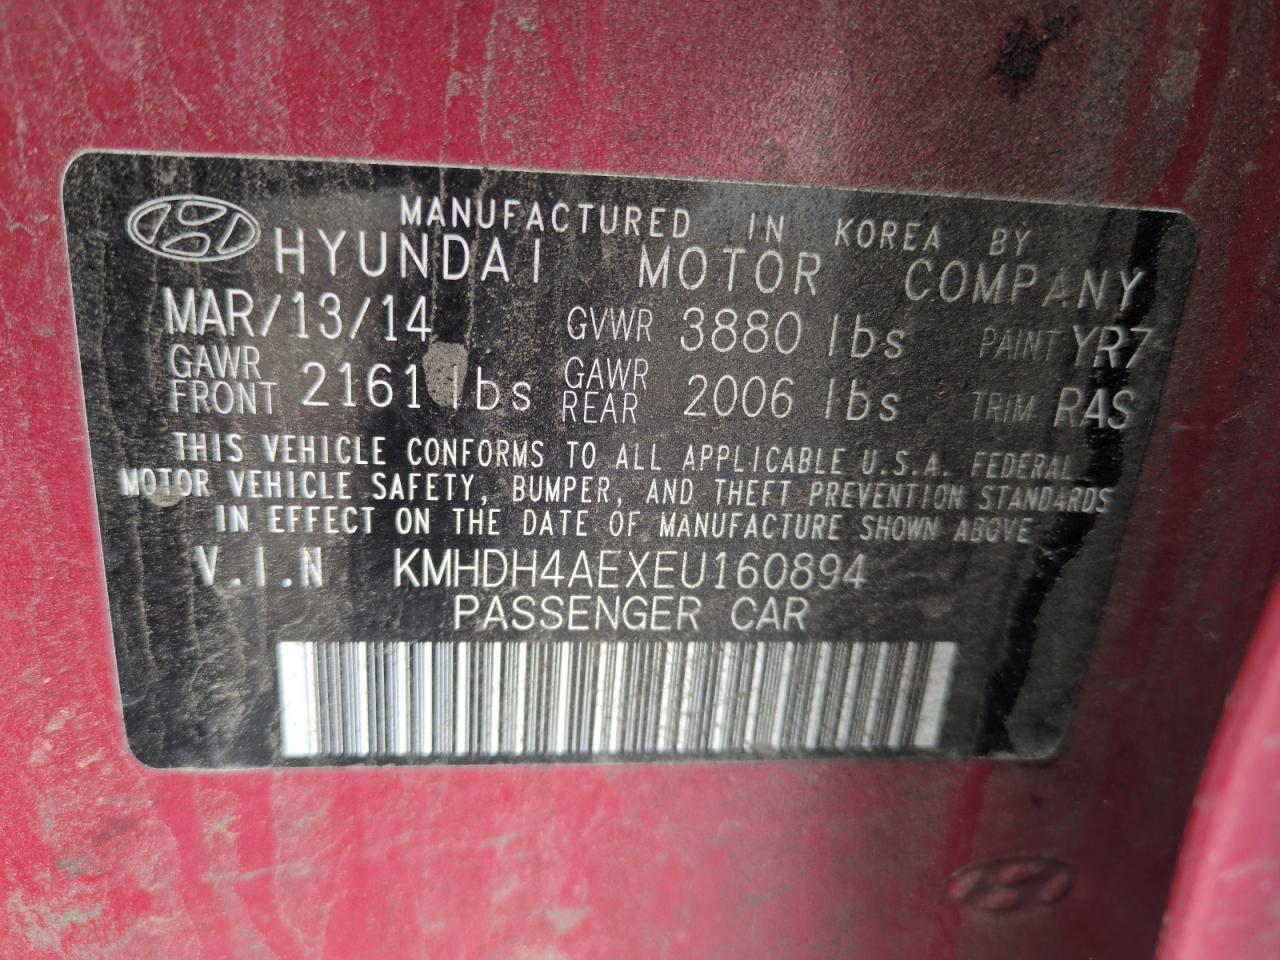 MANUFACTURED IN KOREA BY
HYUNDAI MOTOR COMPANY
MAR/13/14 GVWR 3880 lbs PAINT YR7
GAWR FRONT 2161 lbs GAWR REAR 2006 lbs TRIM RAS
THIS VEHICLE CONFORMS TO ALL APPLICABLE U.S.A. FEDERAL
MOTOR VEHICLE SAFETY, BUMPER, AND THEFT PREVENTION STANDARDS
IN EFFECT ON THE DATE OF MANUFACTURE SHOWN ABOVE
V.I.N KMHDH4AEXEU160894
PASSENGER CAR